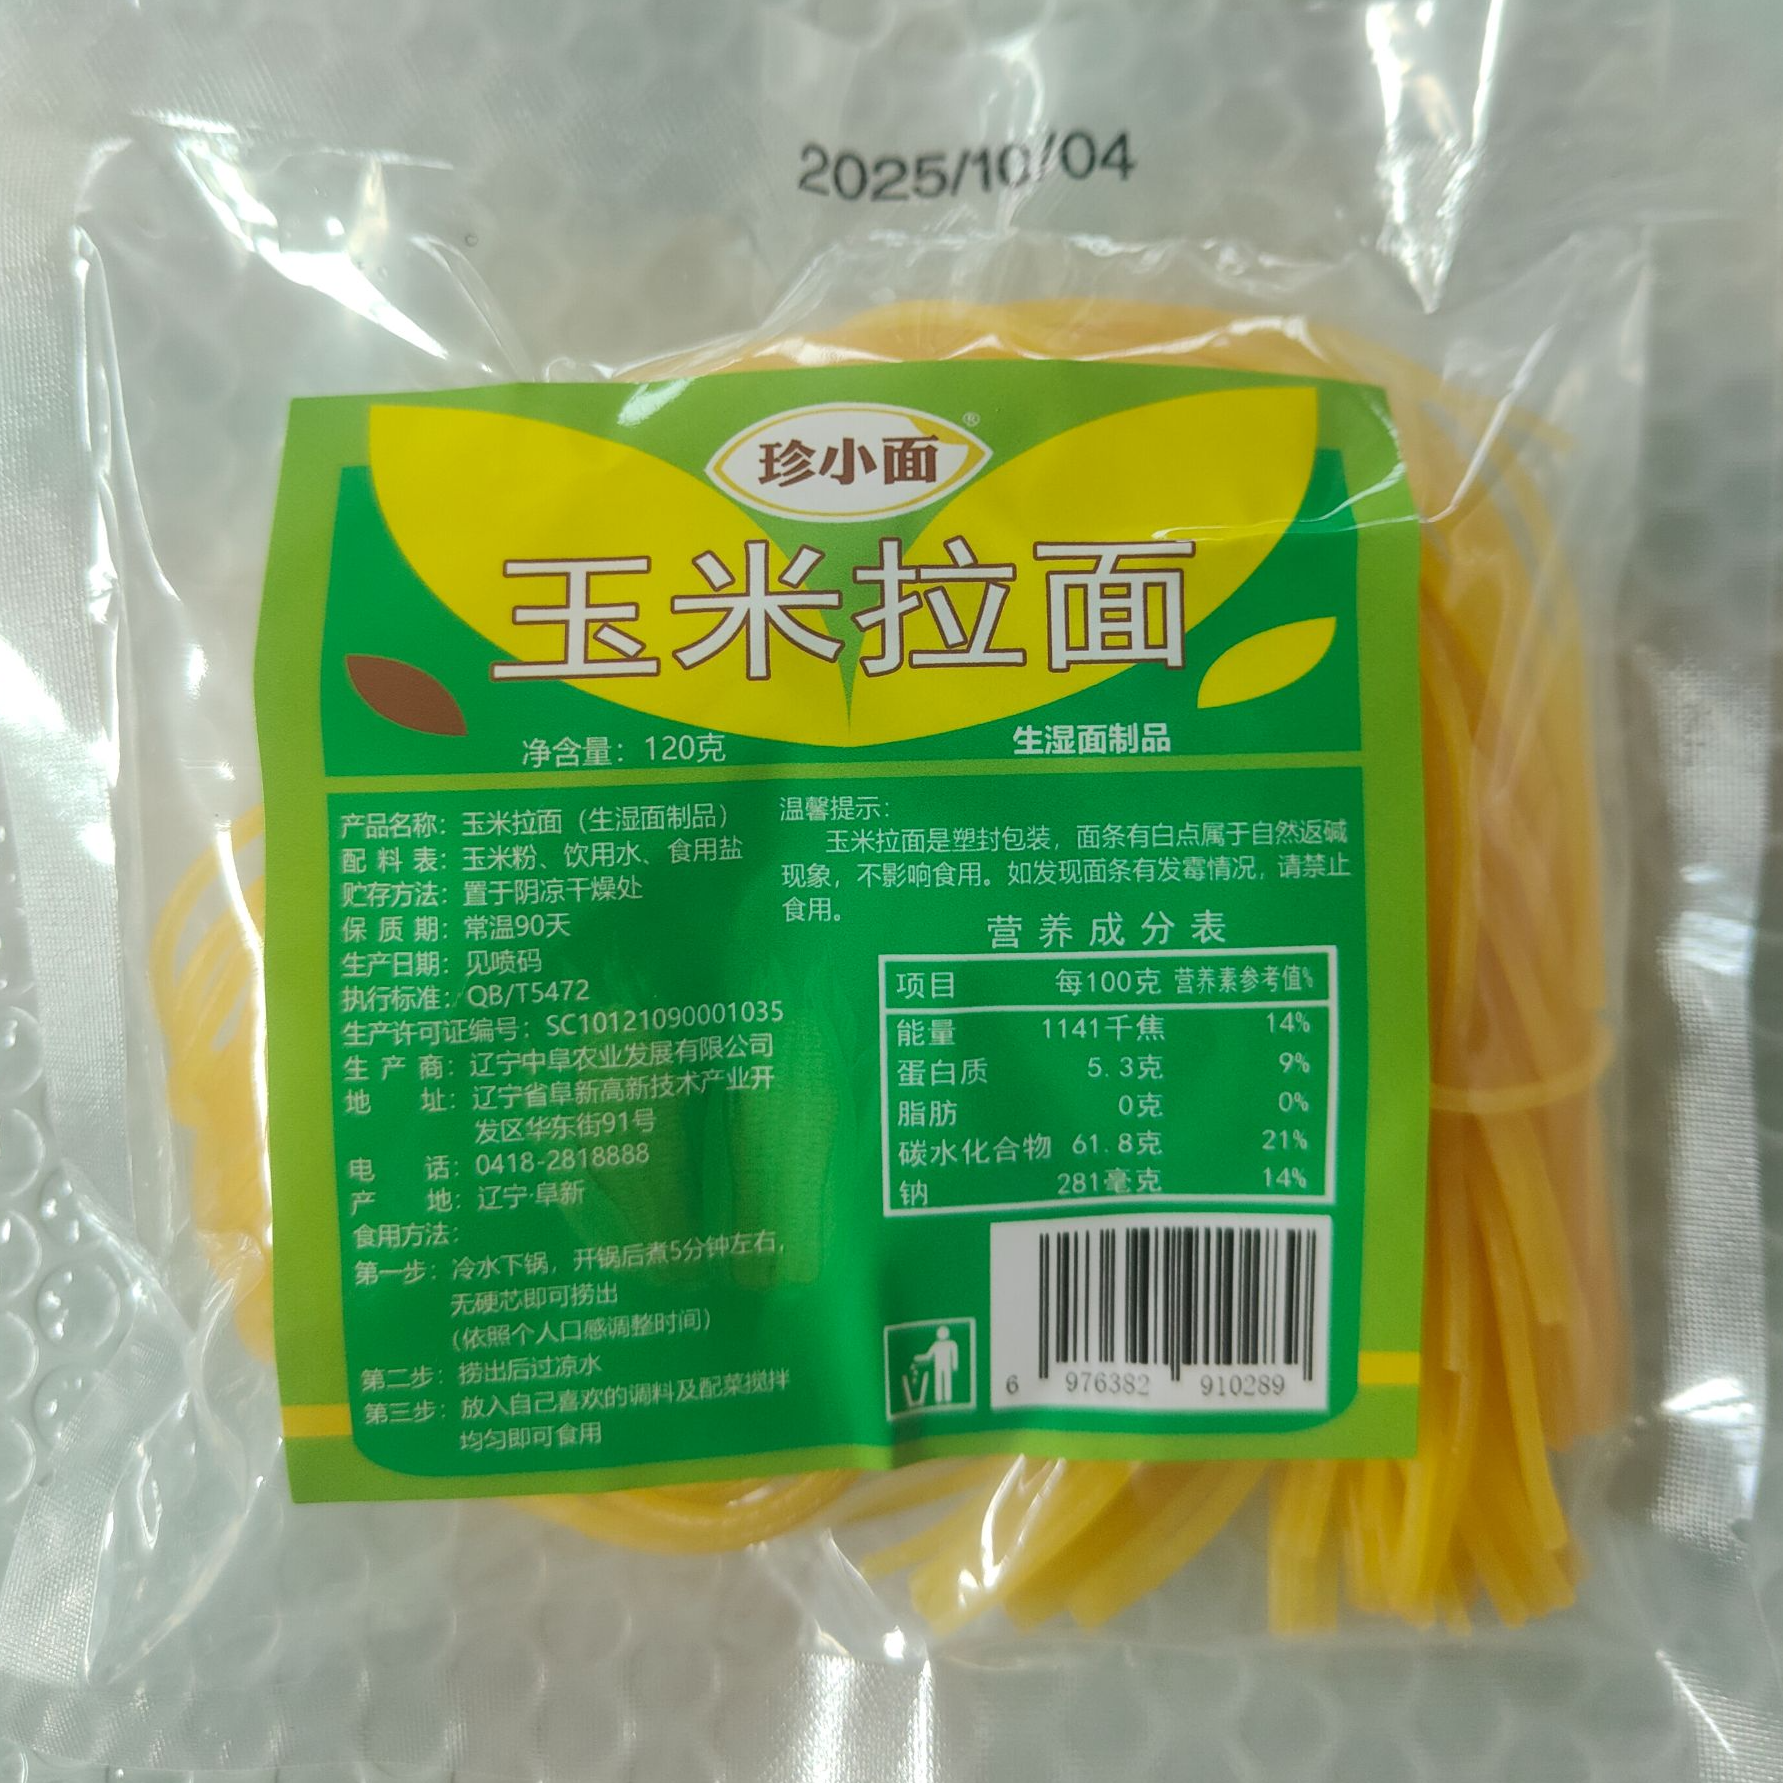 2025/10/04
珍小面®
玉米拉面
净含量：120克
生湿面制品
产品名称：玉米拉面（生湿面制品）
配料表：玉米粉、饮用水、食用盐
贮存方法：置于阴凉干燥处
保质期：常温90天
生产日期：见喷码
执行标准：QB/T5472
生产许可证编号：SC10121090001035
生产商：辽宁中阜农业发展有限公司
地址：辽宁省阜新高新技术产业开
发区华东街91号
电话：0418-2818888
产地：辽宁·阜新
食用方法：
第一步：冷水下锅，开锅后煮5分钟左右，
无硬芯即可捞出
（依照个人口感调整时间）
第二步：捞出后过凉水
第三步：放入自己喜欢的调料及配菜搅拌
均匀即可食用
温馨提示：
玉米拉面是塑封包装，面条有白点属于自然返碱
现象，不影响食用。如发现面条有发霉情况，请禁止
食用。
营养成分表
项目 每100克 营养素参考值%
能量 1141千焦 14%
蛋白质 5.3克 9%
脂肪 0克 0%
碳水化合物 61.8克 21%
钠 281毫克 14%
6 976382 910289